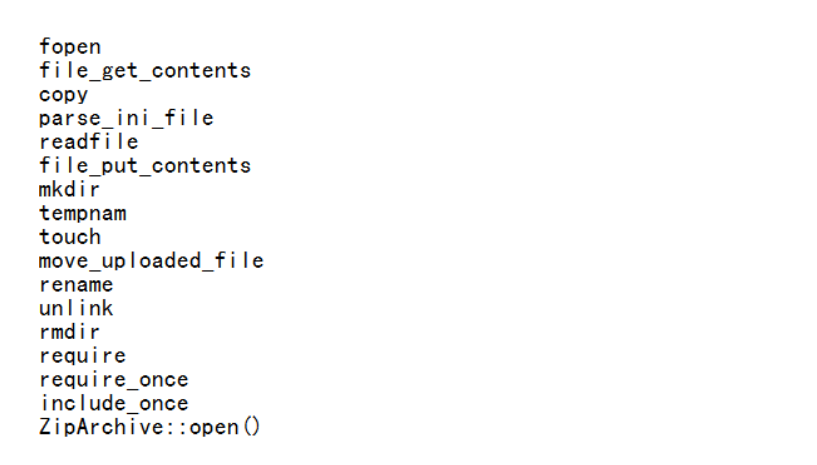 fopen
file_get_contents
copy
parse_ini_file
readfile
file_put_contents
mkdir
tempnam
touch
move_uploaded_file
rename
unlink
rmdir
require
require_once
include_once
ZipArchive::open()